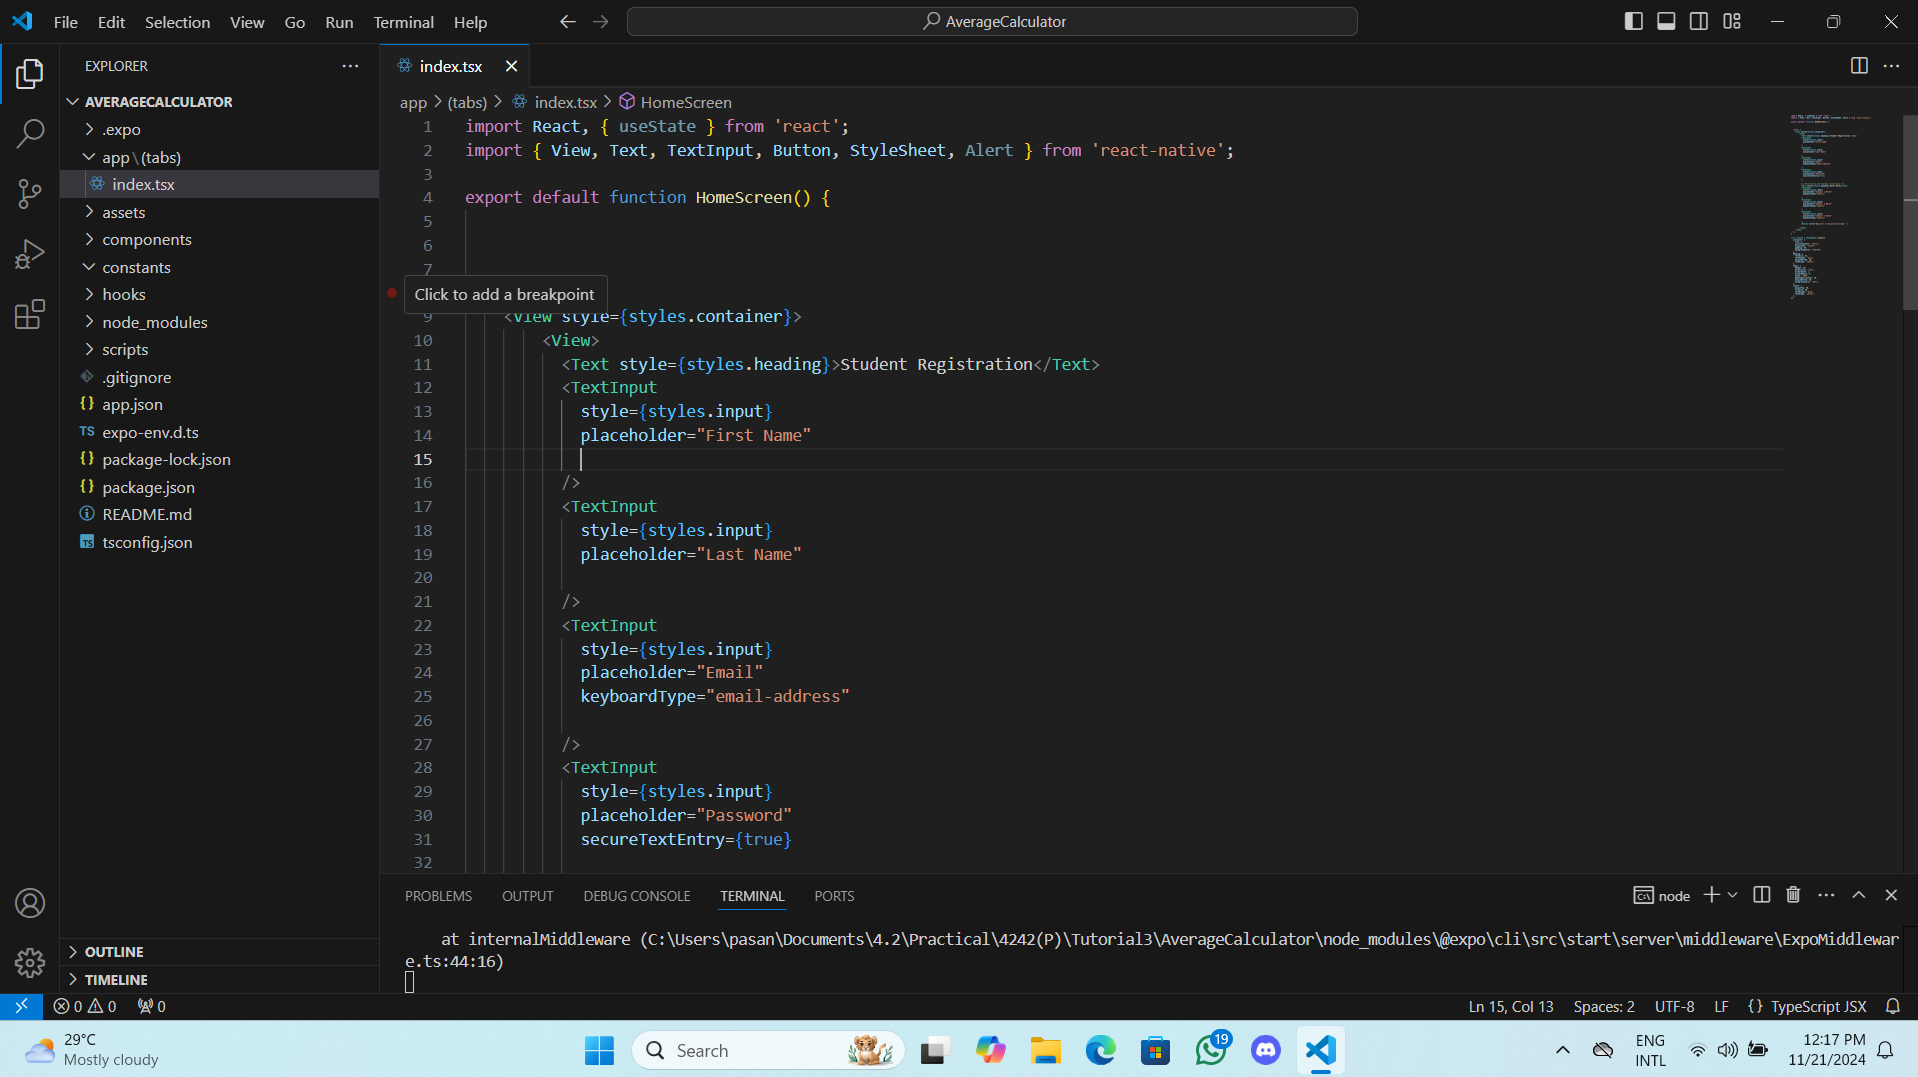 File Edit Selection View Go Run Terminal Help
AverageCalculator
EXPLORER
AVERAGECALCULATOR
.expo
app\(tabs)
index.tsx
assets
components
constants
hooks
node_modules
scripts
.gitignore
{} app.json
TS expo-env.d.ts
{} package-lock.json
{} package.json
README.md
TS tsconfig.json
OUTLINE
TIMELINE
index.tsx
app > (tabs) > index.tsx > HomeScreen
1 import React, { useState } from 'react';
2 import { View, Text, TextInput, Button, StyleSheet, Alert } from 'react-native';
3
4 export default function HomeScreen() {
5
6
7
Click to add a breakpoint
9 <View style={styles.container}>
10 <View>
11 <Text style={styles.heading}>Student Registration</Text>
12 <TextInput
13 style={styles.input}
14 placeholder="First Name"
15
16 />
17 <TextInput
18 style={styles.input}
19 placeholder="Last Name"
20
21 />
22 <TextInput
23 style={styles.input}
24 placeholder="Email"
25 keyboardType="email-address"
26
27 />
28 <TextInput
29 style={styles.input}
30 placeholder="Password"
31 secureTextEntry={true}
32
PROBLEMS OUTPUT DEBUG CONSOLE TERMINAL PORTS
node
at internalMiddleware (C:\Users\pasan\Documents\4.2\Practical\4242(P)\Tutorial3\AverageCalculator\node_modules\@expo\cli\src\start\server\middleware\ExpoMiddlewar
e.ts:44:16)
0 0 0
Ln 15, Col 13 Spaces: 2 UTF-8 LF {} TypeScript JSX
29°C
Mostly cloudy
Search
19
ENG
INTL
12:17 PM
11/21/2024